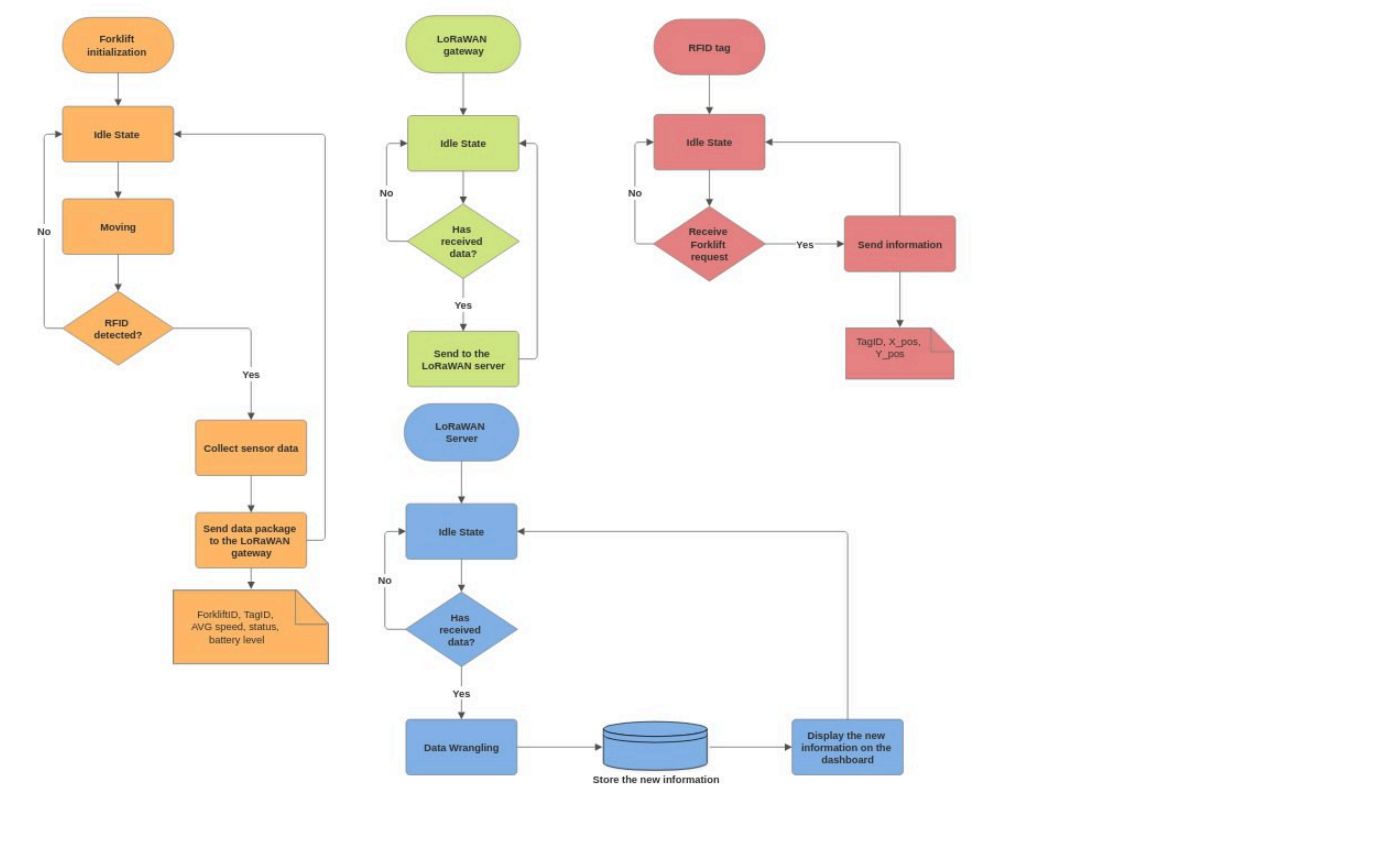 Forklift
initialization
Idle State
Moving
No
RFID
detected?
Yes
Collect sensor data
Send data package
to the LoRaWAN
gateway
ForkliftID, TagID,
AVG speed, status,
battery level
LoRaWAN
gateway
Idle State
No
Has
received
data?
Yes
Send to the
LoRaWAN server
RFID tag
Idle State
No
Receive
Forklift
request
Yes
Send information
TagID, X_pos,
Y_pos
LoRaWAN
Server
Idle State
No
Has
received
data?
Yes
Data Wrangling
Store the new information
Display the new
information on the
dashboard